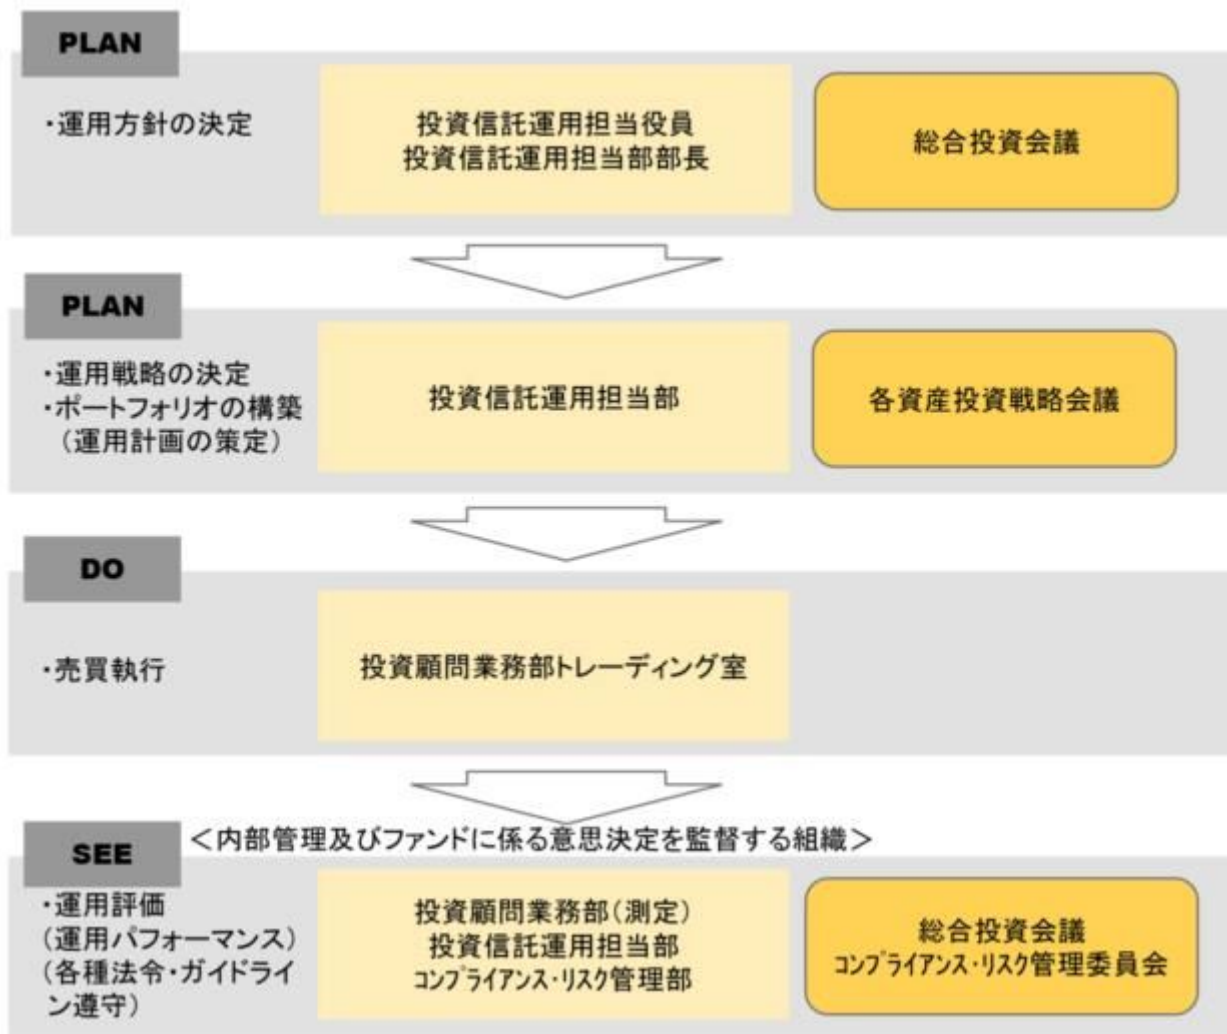 PLAN
・運用方針の決定
投資信託運用担当役員
投資信託運用担当部部長
総合投資会議
PLAN
・運用戦略の決定
・ポートフォリオの構築
（運用計画の策定）
投資信託運用担当部
各資産投資戦略会議
DO
・売買執行
投資顧問業務部トレーディング室
＜内部管理及びファンドに係る意思決定を監督する組織＞
SEE
・運用評価
(運用パフォーマンス)
(各種法令・ガイドライ
ン遵守)
投資顧問業務部(測定)
投資信託運用担当部
ｺﾝﾌﾟﾗｲｱﾝｽ･ﾘｽｸ管理部
総合投資会議
ｺﾝﾌﾟﾗｲｱﾝｽ･ﾘｽｸ管理委員会